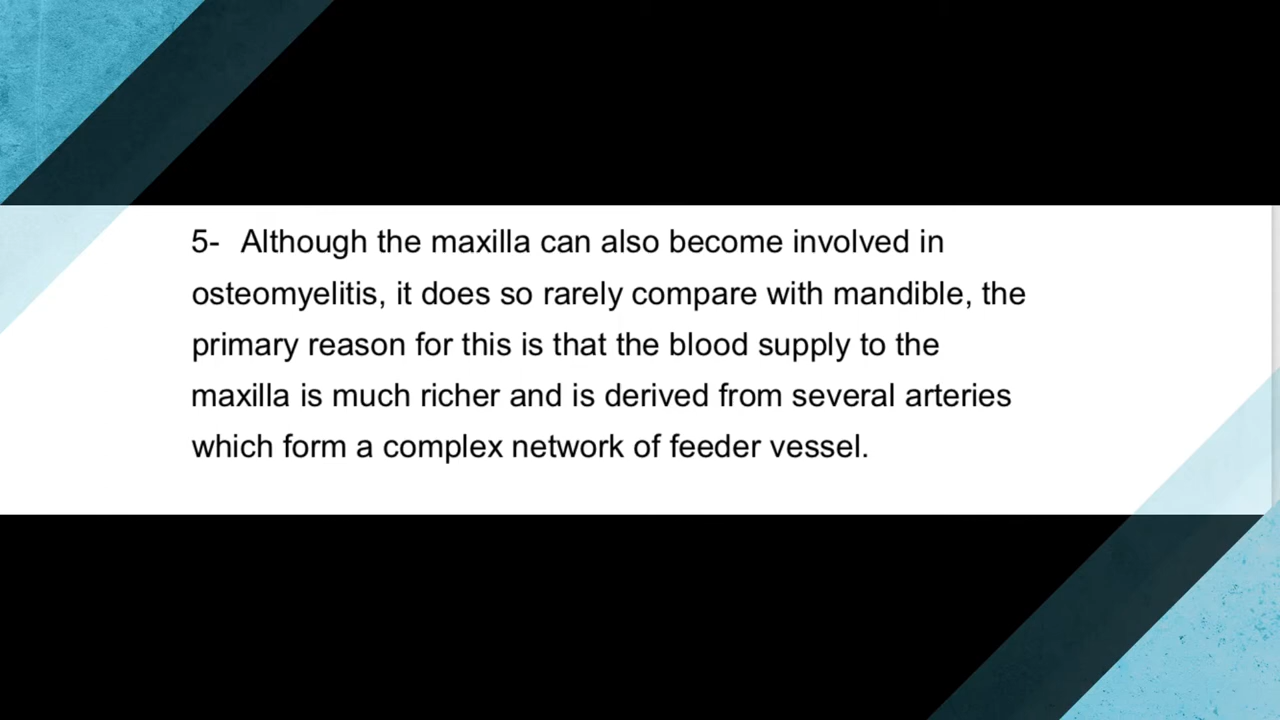 5- Although the maxilla can also become involved in
osteomyelitis, it does so rarely compare with mandible, the
primary reason for this is that the blood supply to the
maxilla is much richer and is derived from several arteries
which form a complex network of feeder vessel.